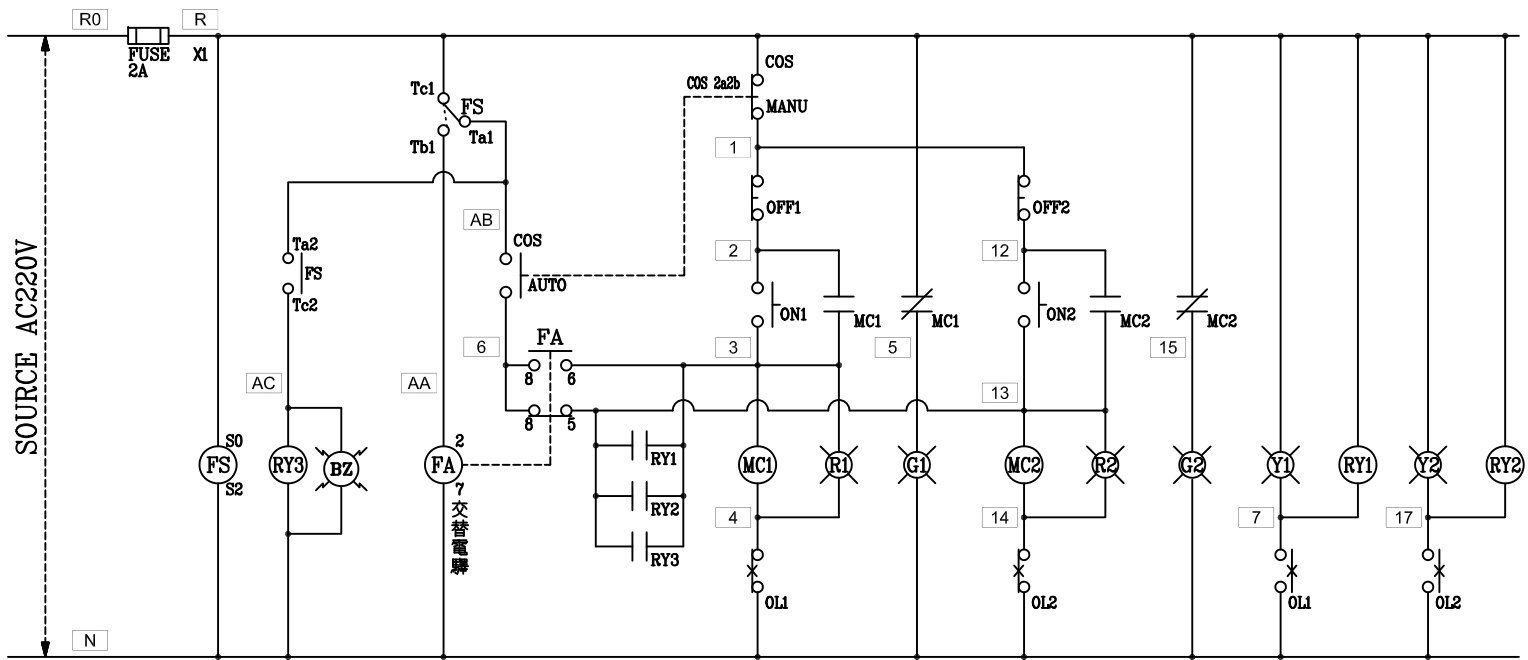 R0
R
FUSE
2A
X1
COS
COS 2a2b
MANU
Tc1
FS
Ta1
Tb1
1
OFF1
OFF2
AB
COS
2
12
Ta2
FS
Tc2
AUTO
ON1
MC1
MC1
ON2
MC2
MC2
SOURCE AC220V
6
FA
3
5
15
8
6
AC
AA
13
8
5
S0
2
FS
RY3
BZ
FA
RY1
MC1
R1
G1
MC2
R2
G2
Y1
RY1
Y2
RY2
S2
7
交替電驛
RY2
4
14
7
17
RY3
OL1
OL2
OL1
OL2
N